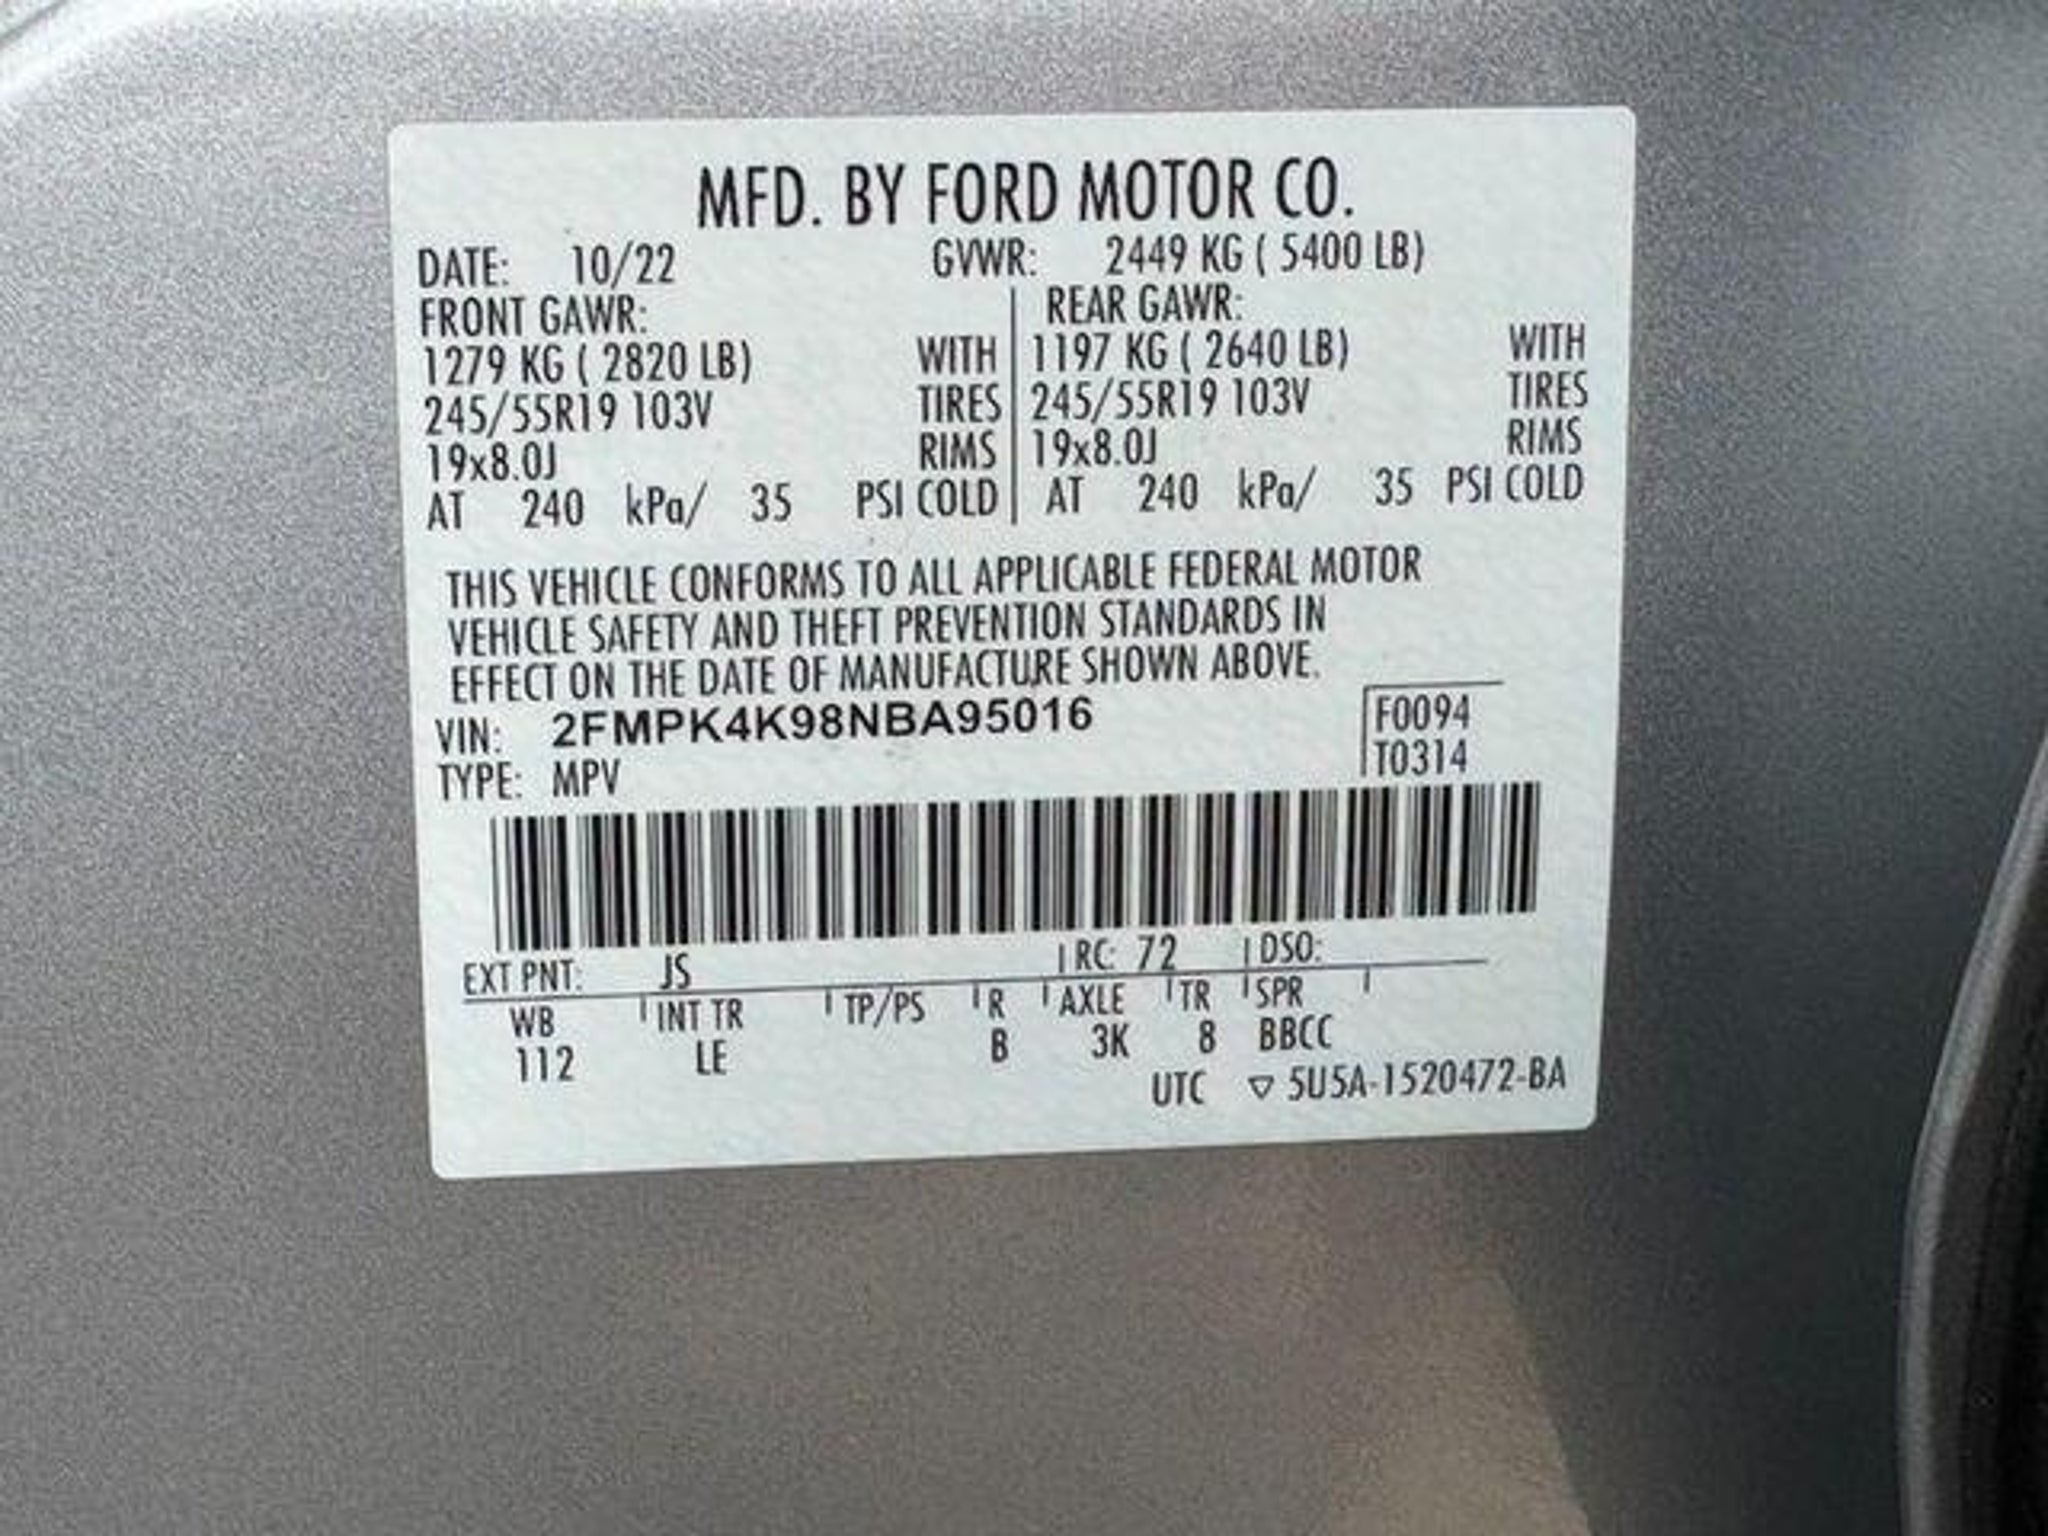 MFD. BY FORD MOTOR CO.
DATE: 10/22 GVWR: 2449 KG ( 5400 LB)
FRONT GAWR: REAR GAWR:
1279 KG ( 2820 LB) WITH 1197 KG ( 2640 LB) WITH
245/55R19 103V TIRES 245/55R19 103V TIRES
19x8.0J RIMS 19x8.0J RIMS
AT 240 kPa/ 35 PSI COLD AT 240 kPa/ 35 PSI COLD
THIS VEHICLE CONFORMS TO ALL APPLICABLE FEDERAL MOTOR
VEHICLE SAFETY AND THEFT PREVENTION STANDARDS IN
EFFECT ON THE DATE OF MANUFACTURE SHOWN ABOVE.
VIN: 2FMPK4K98NBA95016 F0094
TYPE: MPV T0314
EXT PNT: JS RC: 72 DSO:
WB INT TR TP/PS R AXLE TR SPR
112 LE B 3K 8 BBCC
UTC ▽ 5U5A-1520472-BA